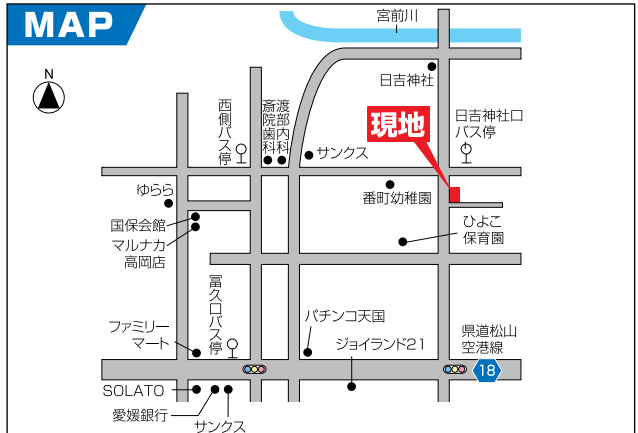 MAP
宮前川
N
日吉神社
西側バス停
斎院歯科
渡部内科
サンクス
現地
日吉神社口
バス停
ゆらら
番町幼稚園
国保会館
マルナカ
高岡店
ひよこ
保育園
冨久口バス停
パチンコ天国
ファミリー
マート
ジョイランド21
県道松山
空港線
18
SOLATO
愛媛銀行
サンクス